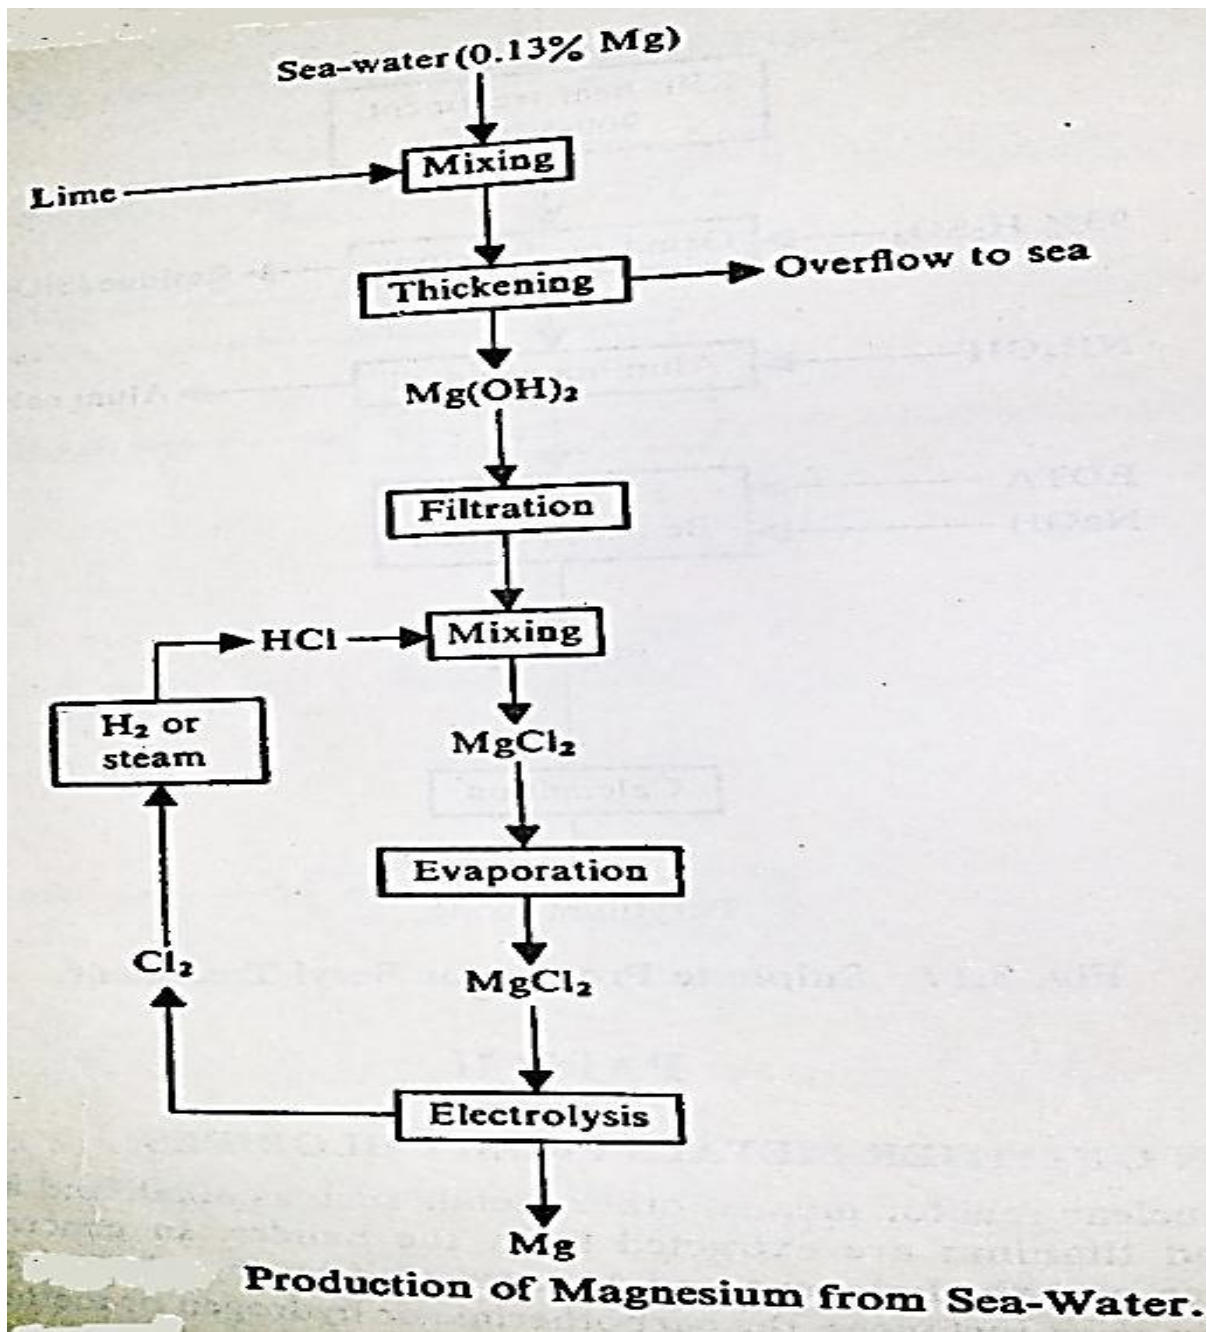 Sea-water (0.13% Mg)
Mixing
Lime
Thickening
Overflow to sea
Mg(OH)₂
Filtration
HCl
Mixing
H₂ or
steam
MgCl₂
Evaporation
Cl₂
MgCl₂
Electrolysis
Mg
Production of Magnesium from Sea-Water.